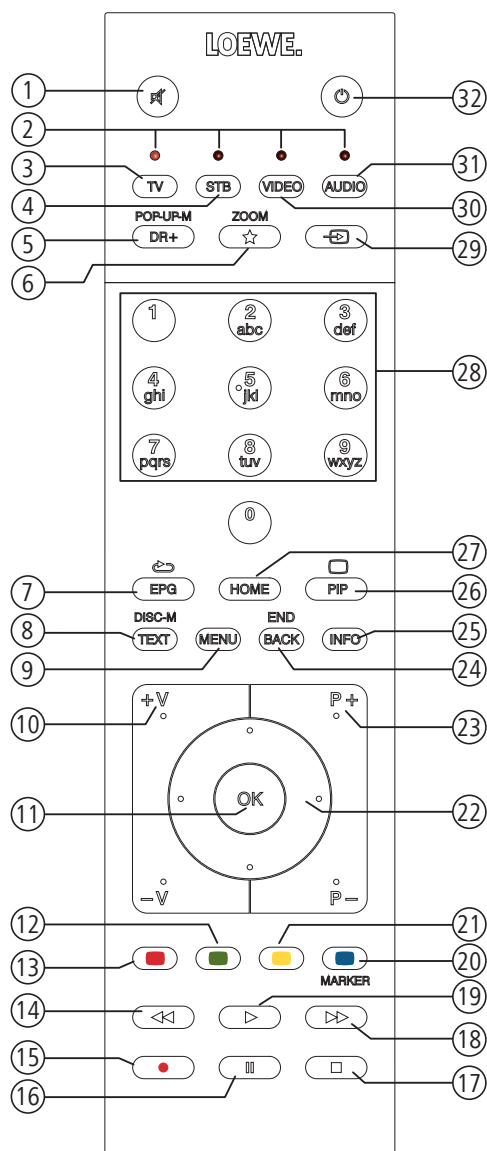 LOEWE.
1 32
2
3 TV STB VIDEO AUDIO 31
4 30
POP-UP-M ZOOM
5 DR+ 29
6
1 2 abc 3 def
4 ghi 5 jkl 6 mno 28
7 pqrs 8 tuv 9 wxyz
0
27
7 EPG HOME PIP 26
DISC-M END
8 TEXT MENU BACK INFO 25
9 24
10 +V P+ 23
11 OK 22
–V P–
12 21
13 20
MARKER
14 19
18
15
16 17